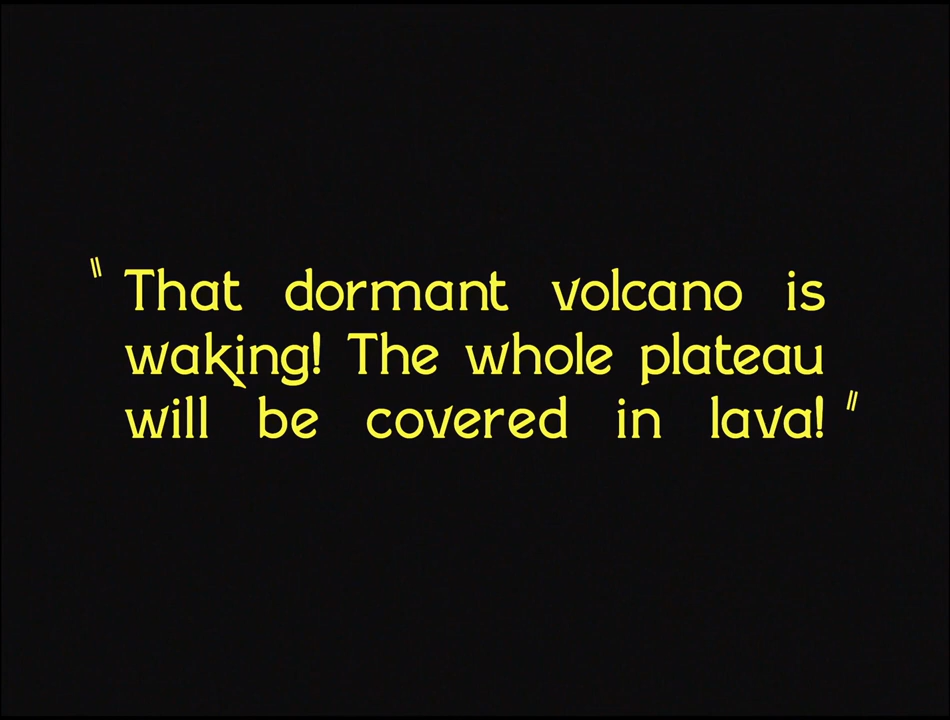 "That dormant volcano is
waking! The whole plateau
will be covered in lava!"